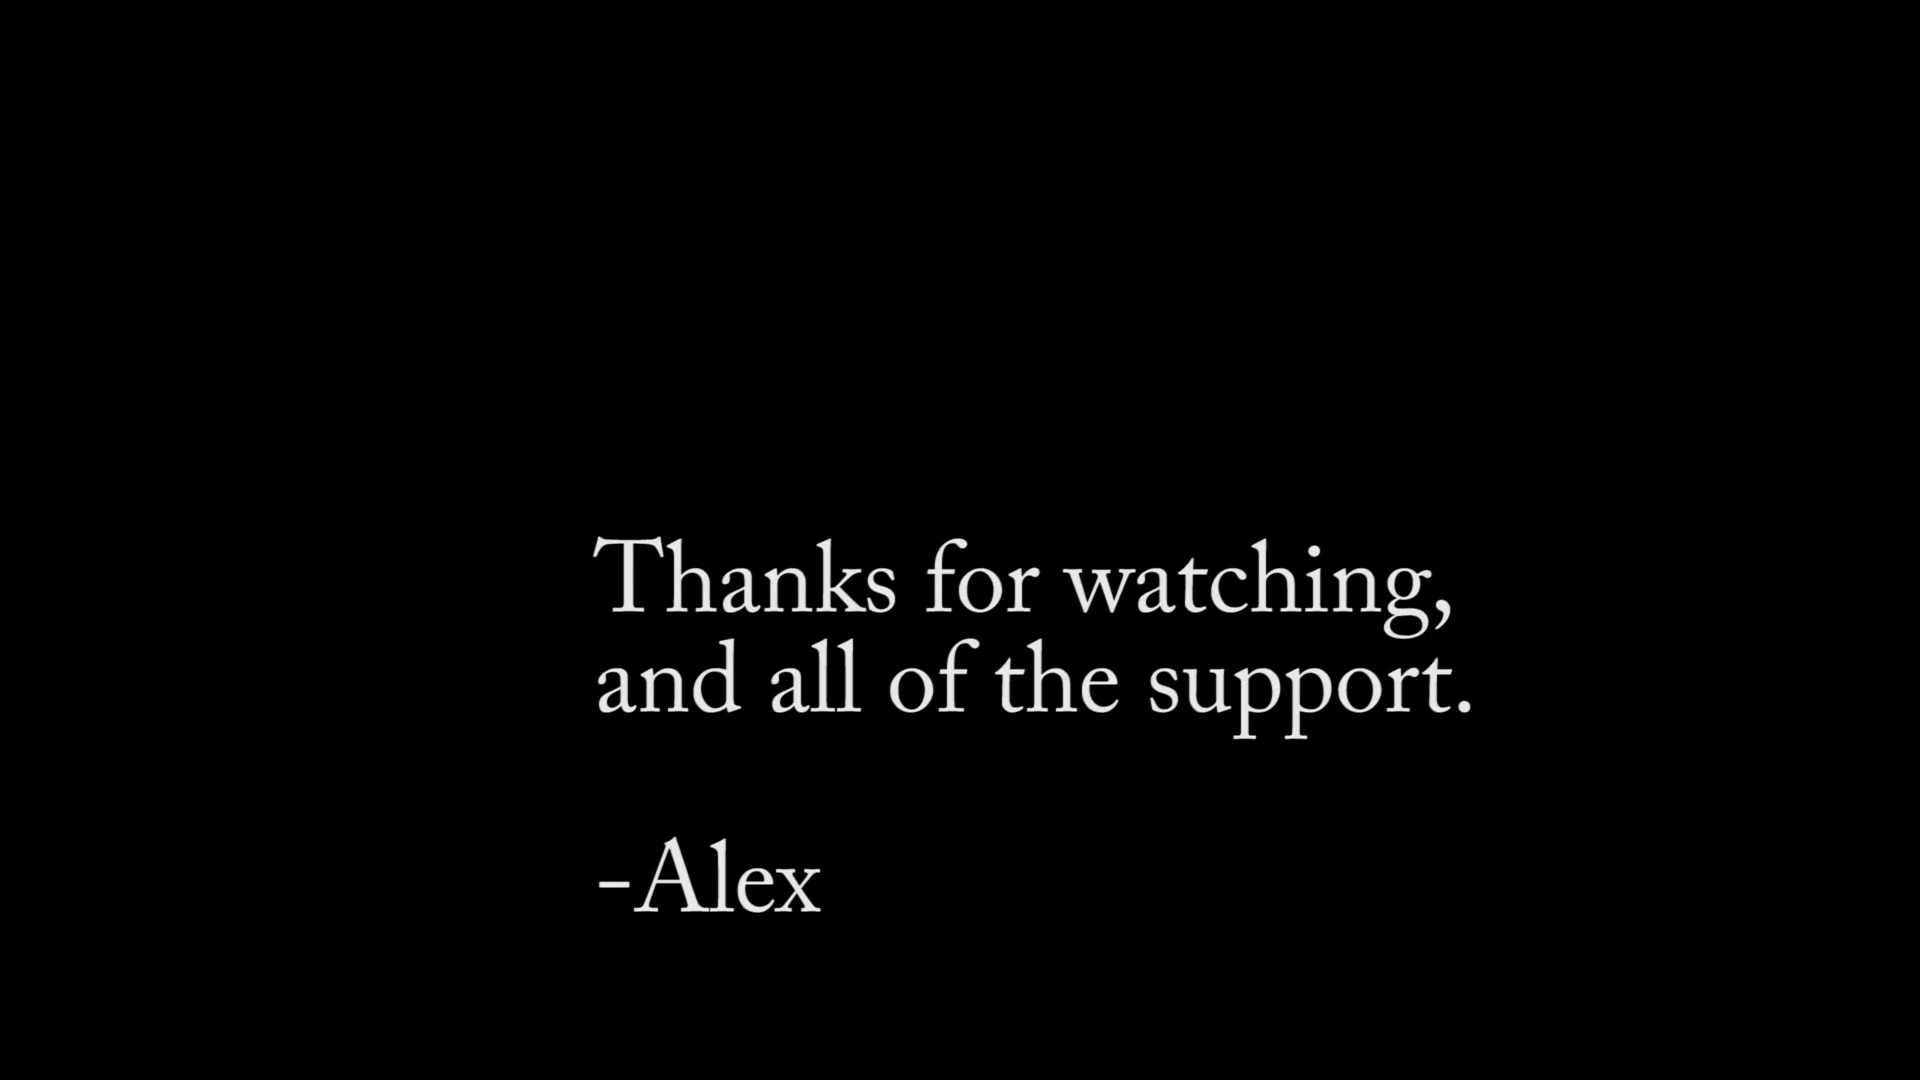 Thanks for watching,
and all of the support.
-Alex